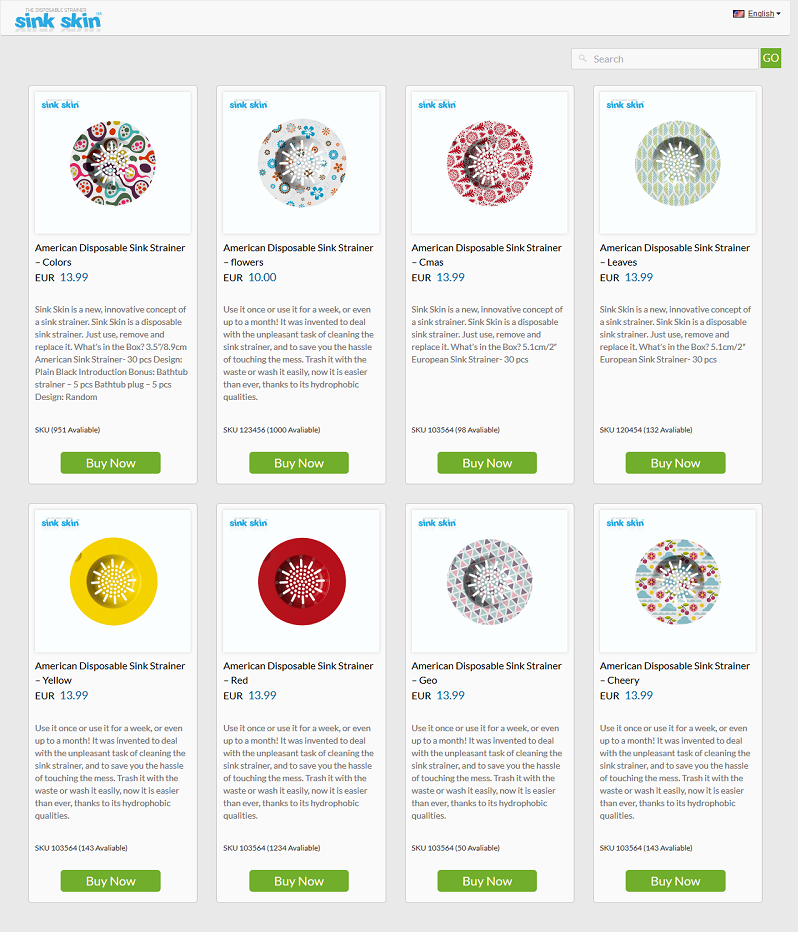 THE DISPOSABLE STRAINER
sink skin
English
Search
GO
sink skin
American Disposable Sink Strainer
– Colors
EUR 13.99
Sink Skin is a new, innovative concept of
a sink strainer. Sink Skin is a disposable
sink strainer. Just use, remove and
replace it. What's in the Box? 3.5"/8.9cm
American Sink Strainer- 30 pcs Design:
Plain Black Introduction Bonus: Bathtub
strainer – 5 pcs Bathtub plug – 5 pcs
Design: Random
SKU (951 Avaliable)
Buy Now
sink skin
American Disposable Sink Strainer
– flowers
EUR 10.00
Use it once or use it for a week, or even
up to a month! It was invented to deal
with the unpleasant task of cleaning the
sink strainer, and to save you the hassle
of touching the mess. Trash it with the
waste or wash it easily, now it is easier
than ever, thanks to its hydrophobic
qualities.
SKU 123456 (1000 Avaliable)
Buy Now
sink skin
American Disposable Sink Strainer
– Cmas
EUR 13.99
Sink Skin is a new, innovative concept of
a sink strainer. Sink Skin is a disposable
sink strainer. Just use, remove and
replace it. What's in the Box? 5.1cm/2"
European Sink Strainer- 30 pcs
SKU 103564 (98 Avaliable)
Buy Now
sink skin
American Disposable Sink Strainer
– Leaves
EUR 13.99
Sink Skin is a new, innovative concept of
a sink strainer. Sink Skin is a disposable
sink strainer. Just use, remove and
replace it. What's in the Box? 5.1cm/2"
European Sink Strainer- 30 pcs
SKU 120454 (132 Avaliable)
Buy Now
sink skin
American Disposable Sink Strainer
– Yellow
EUR 13.99
Use it once or use it for a week, or even
up to a month! It was invented to deal
with the unpleasant task of cleaning the
sink strainer, and to save you the hassle
of touching the mess. Trash it with the
waste or wash it easily, now it is easier
than ever, thanks to its hydrophobic
qualities.
SKU 103564 (143 Avaliable)
Buy Now
sink skin
American Disposable Sink Strainer
– Red
EUR 13.99
Use it once or use it for a week, or even
up to a month! It was invented to deal
with the unpleasant task of cleaning the
sink strainer, and to save you the hassle
of touching the mess. Trash it with the
waste or wash it easily, now it is easier
than ever, thanks to its hydrophobic
qualities.
SKU 103564 (1234 Avaliable)
Buy Now
sink skin
American Disposable Sink Strainer
– Geo
EUR 13.99
Use it once or use it for a week, or even
up to a month! It was invented to deal
with the unpleasant task of cleaning the
sink strainer, and to save you the hassle
of touching the mess. Trash it with the
waste or wash it easily, now it is easier
than ever, thanks to its hydrophobic
qualities.
SKU 103564 (50 Avaliable)
Buy Now
sink skin
American Disposable Sink Strainer
– Cheery
EUR 13.99
Use it once or use it for a week, or even
up to a month! It was invented to deal
with the unpleasant task of cleaning the
sink strainer, and to save you the hassle
of touching the mess. Trash it with the
waste or wash it easily, now it is easier
than ever, thanks to its hydrophobic
qualities.
SKU 103564 (143 Avaliable)
Buy Now